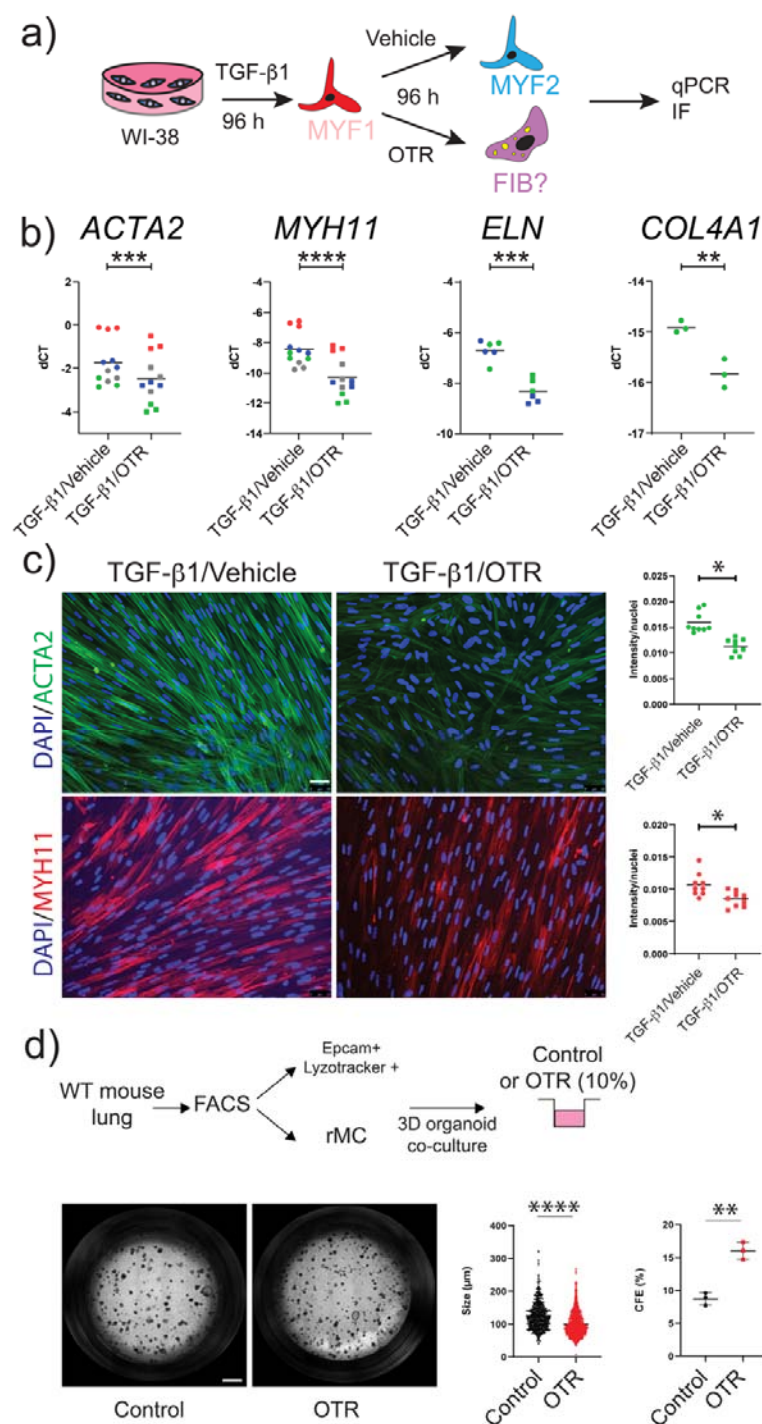 a)
WI-38
TGF-β1
96 h
MYF1
Vehicle
96 h
OTR
MYF2
FIB?
qPCR
IF
b)
ACTA2
***
dCT
2
0
-2
-4
TGF-β1/Vehicle
TGF-β1/OTR
MYH11
****
dCT
-4
-6
-8
-10
-12
-14
TGF-β1/Vehicle
TGF-β1/OTR
ELN
***
dCT
-4
-6
-8
-10
TGF-β1/Vehicle
TGF-β1/OTR
COL4A1
**
dCT
-14
-15
-16
-17
TGF-β1/Vehicle
TGF-β1/OTR
c)
TGF-β1/Vehicle
TGF-β1/OTR
DAPI/ACTA2
*
Intensity/nuclei
0.025
0.020
0.015
0.010
0.005
0.000
TGF-β1/Vehicle
TGF-β1/OTR
DAPI/MYH11
*
Intensity/nuclei
0.020
0.015
0.010
0.005
0.000
TGF-β1/Vehicle
TGF-β1/OTR
d)
WT mouse
lung
FACS
Epcam+
Lyzotracker +
rMC
3D organoid
co-culture
Control
or OTR (10%)
Control
OTR
****
Size (µm)
400
300
200
100
0
Control
OTR
**
CFE (%)
20
15
10
5
0
Control
OTR